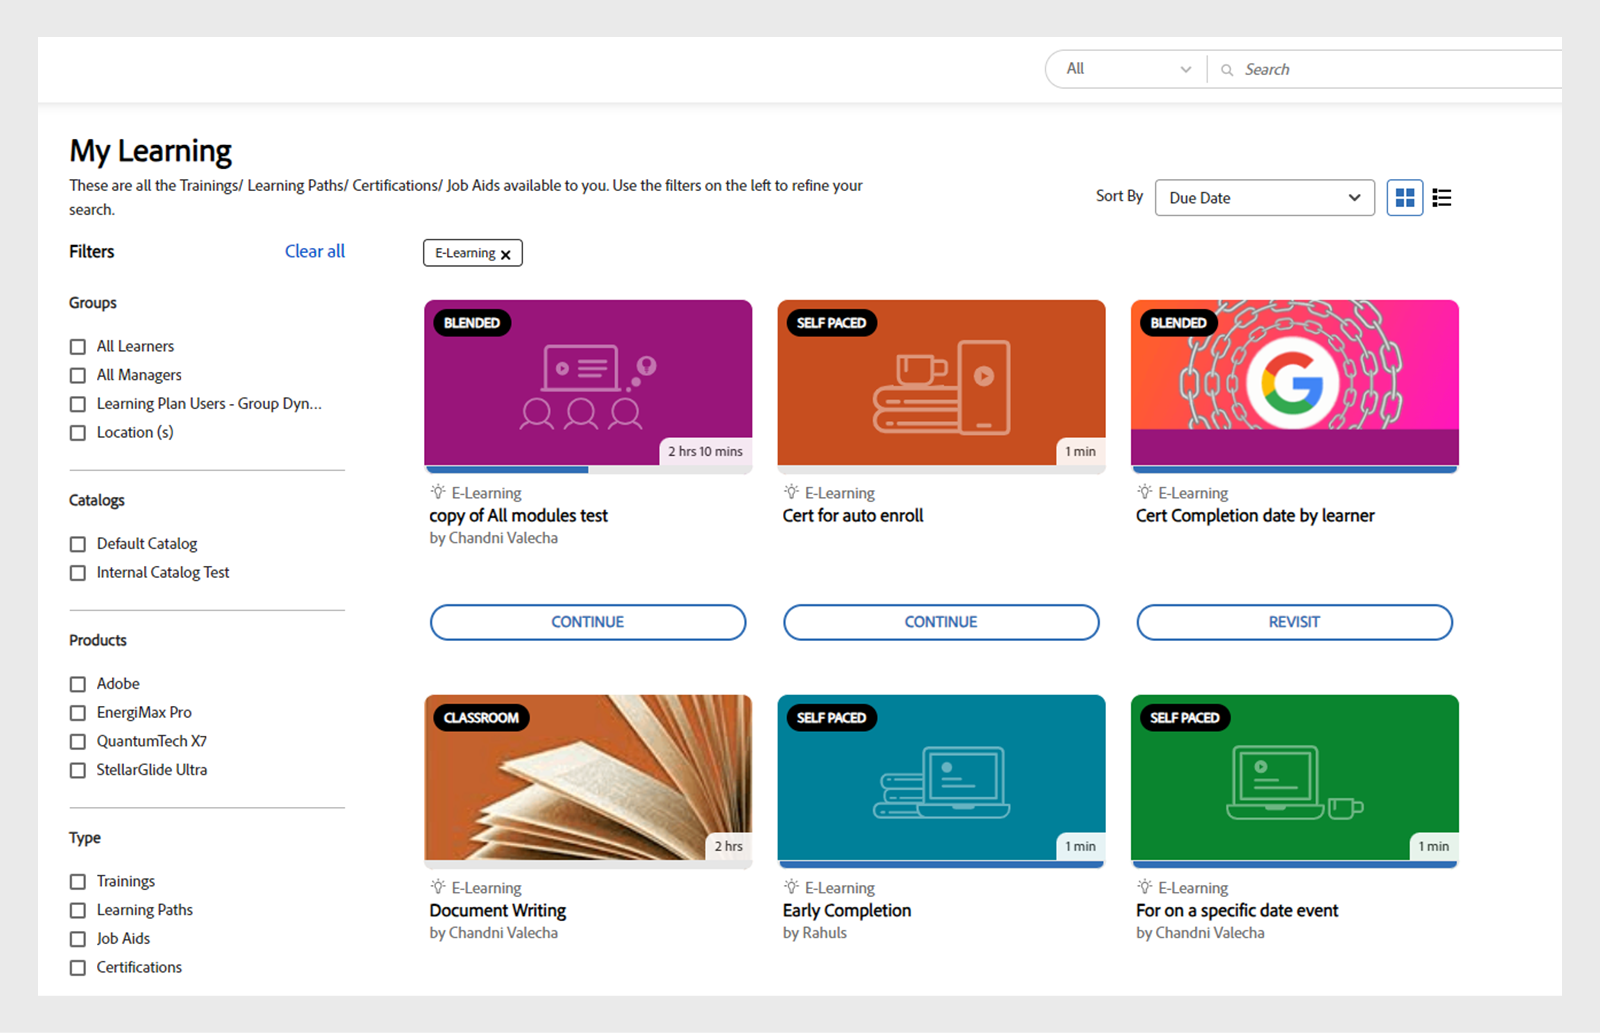 All
Search
My Learning
These are all the Trainings/ Learning Paths/ Certifications/ Job Aids available to you. Use the filters on the left to refine your
search.
Sort By
Due Date
Filters
Clear all
E-Learning
Groups
All Learners
All Managers
Learning Plan Users - Group Dyn...
Location (s)
Catalogs
Default Catalog
Internal Catalog Test
Products
Adobe
EnergiMax Pro
QuantumTech X7
StellarGlide Ultra
Type
Trainings
Learning Paths
Job Aids
Certifications
BLENDED
2 hrs 10 mins
E-Learning
copy of All modules test
by Chandni Valecha
CONTINUE
SELF PACED
1 min
E-Learning
Cert for auto enroll
CONTINUE
BLENDED
G
E-Learning
Cert Completion date by learner
REVISIT
CLASSROOM
2 hrs
E-Learning
Document Writing
by Chandni Valecha
SELF PACED
1 min
E-Learning
Early Completion
by Rahuls
SELF PACED
1 min
E-Learning
For on a specific date event
by Chandni Valecha